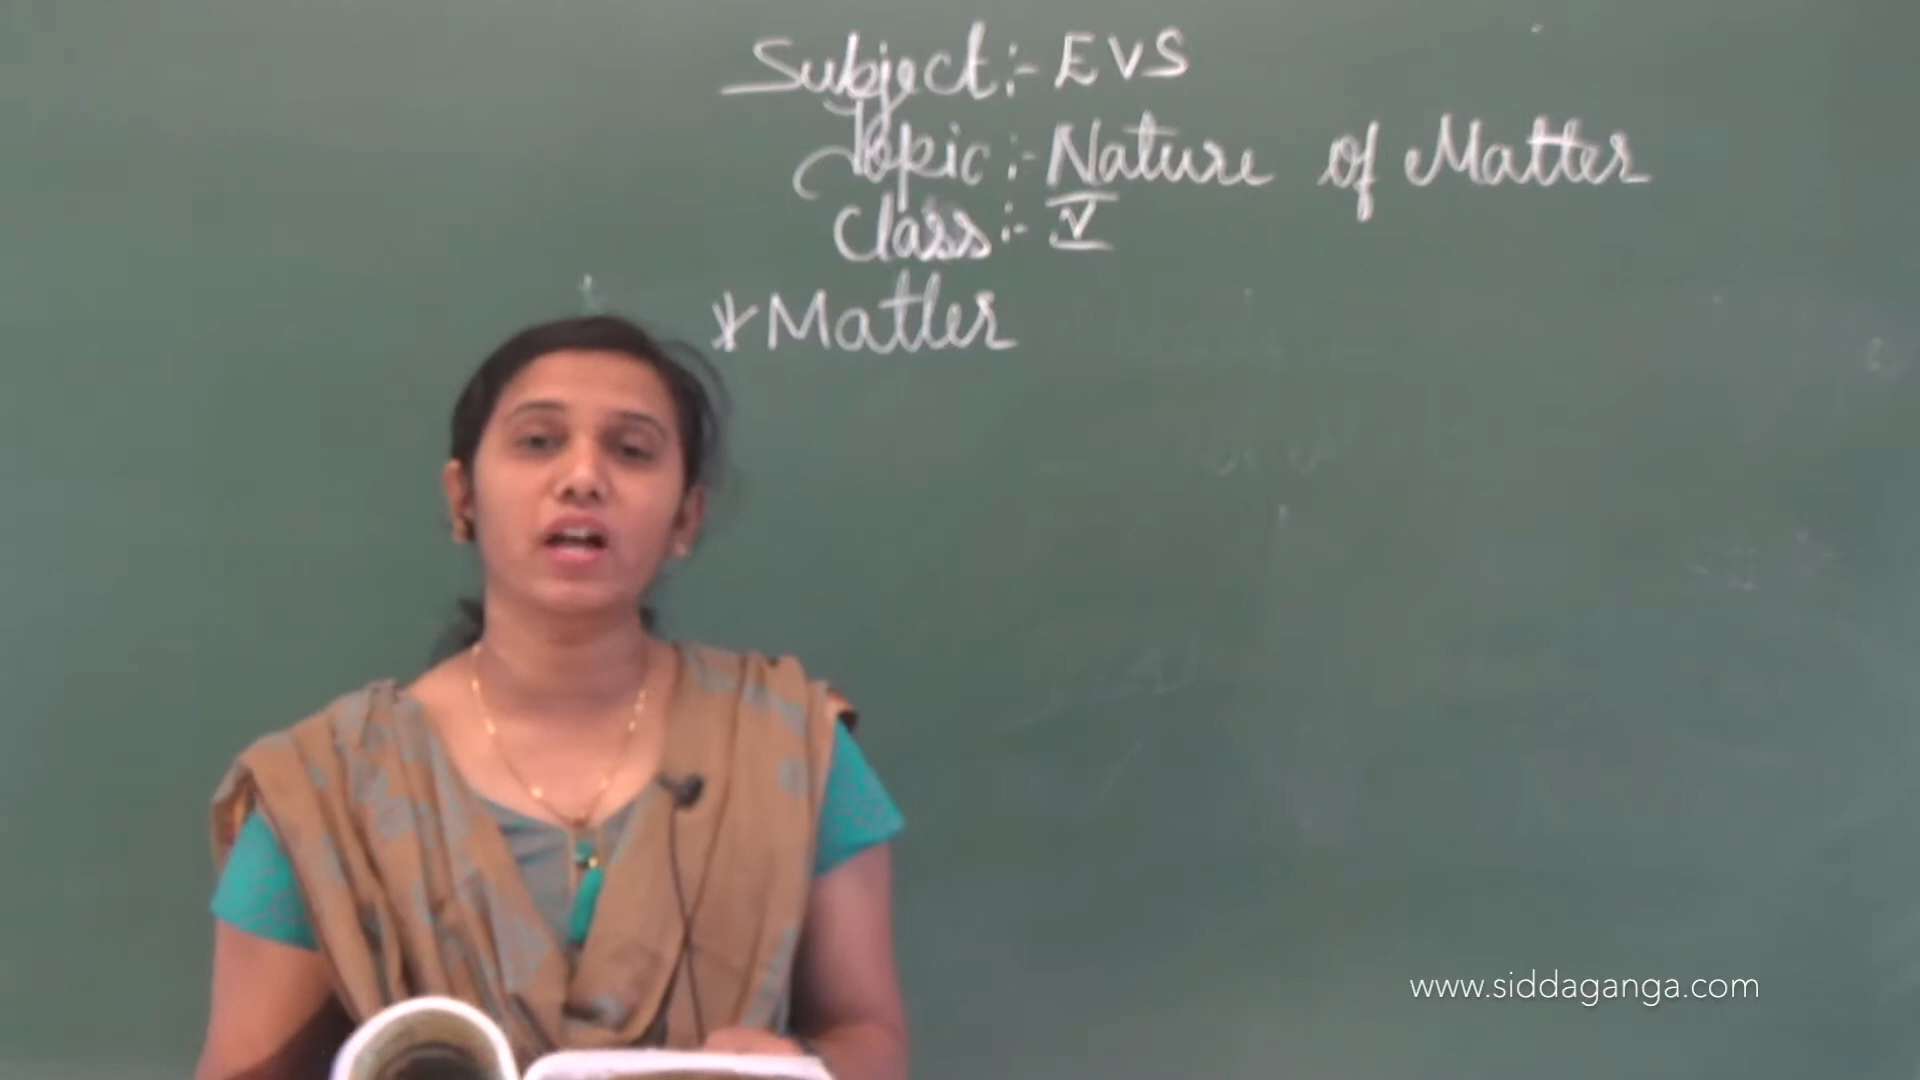 Subject:- EVS
Topic:- Nature of Matter
Class:- V
*Matter
www.siddaganga.com